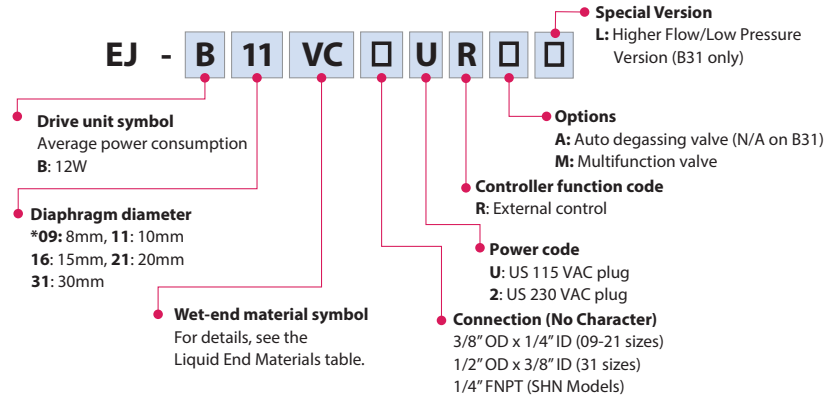 EJ - B 11 VC □ U R □ □
Special Version
L: Higher Flow/Low Pressure
Version (B31 only)
Options
A: Auto degassing valve (N/A on B31)
M: Multifunction valve
Controller function code
R: External control
Power code
U: US 115 VAC plug
2: US 230 VAC plug
Connection (No Character)
3/8” OD x 1/4” ID (09-21 sizes)
1/2” OD x 3/8” ID (31 sizes)
1/4” FNPT (SHN Models)
Wet-end material symbol
For details, see the
Liquid End Materials table.
Diaphragm diameter
*09: 8mm, 11: 10mm
16: 15mm, 21: 20mm
31: 30mm
Drive unit symbol
Average power consumption
B: 12W